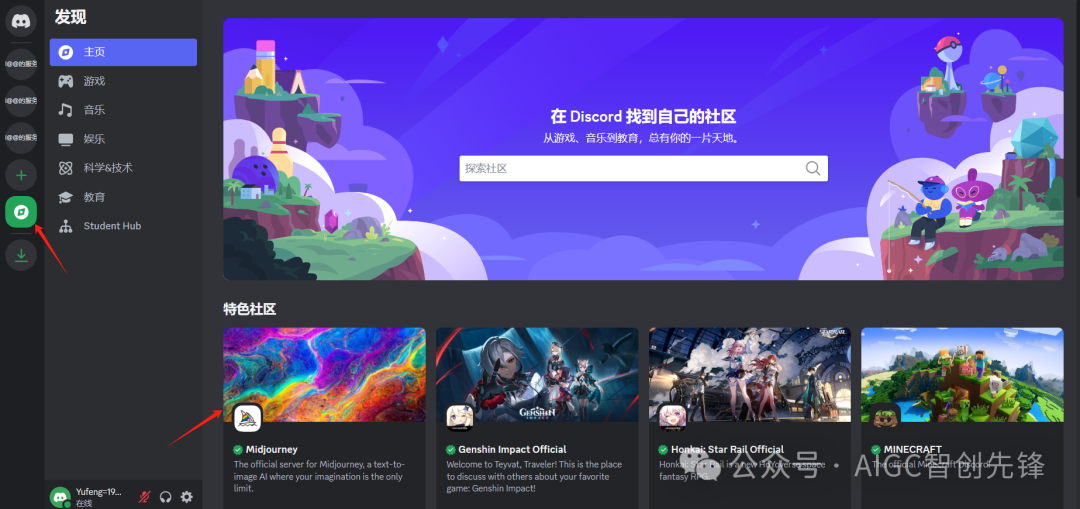 发现
@@的服务
@@的服务
@@的服务
主页
游戏
音乐
娱乐
科学&技术
教育
Student Hub
在 Discord 找到自己的社区
从游戏、音乐到教育，总有你的一片天地。
探索社区
特色社区
GENSHIN
IMPACT
Midjourney
The official server for Midjourney, a text-to-
image AI where your imagination is the only
limit.
Genshin Impact Official
Welcome to Teyvat, Traveler! This is the place
to discuss with others about your favorite
game: Genshin Impact!
Honkai: Star Rail Official
Honkai: Star Rail is a new HoYoverse space
fantasy RPG.
MINECRAFT
The official Minecraft Discord!
公众号 · AIGC智创先锋
Yufeng=19...
在线